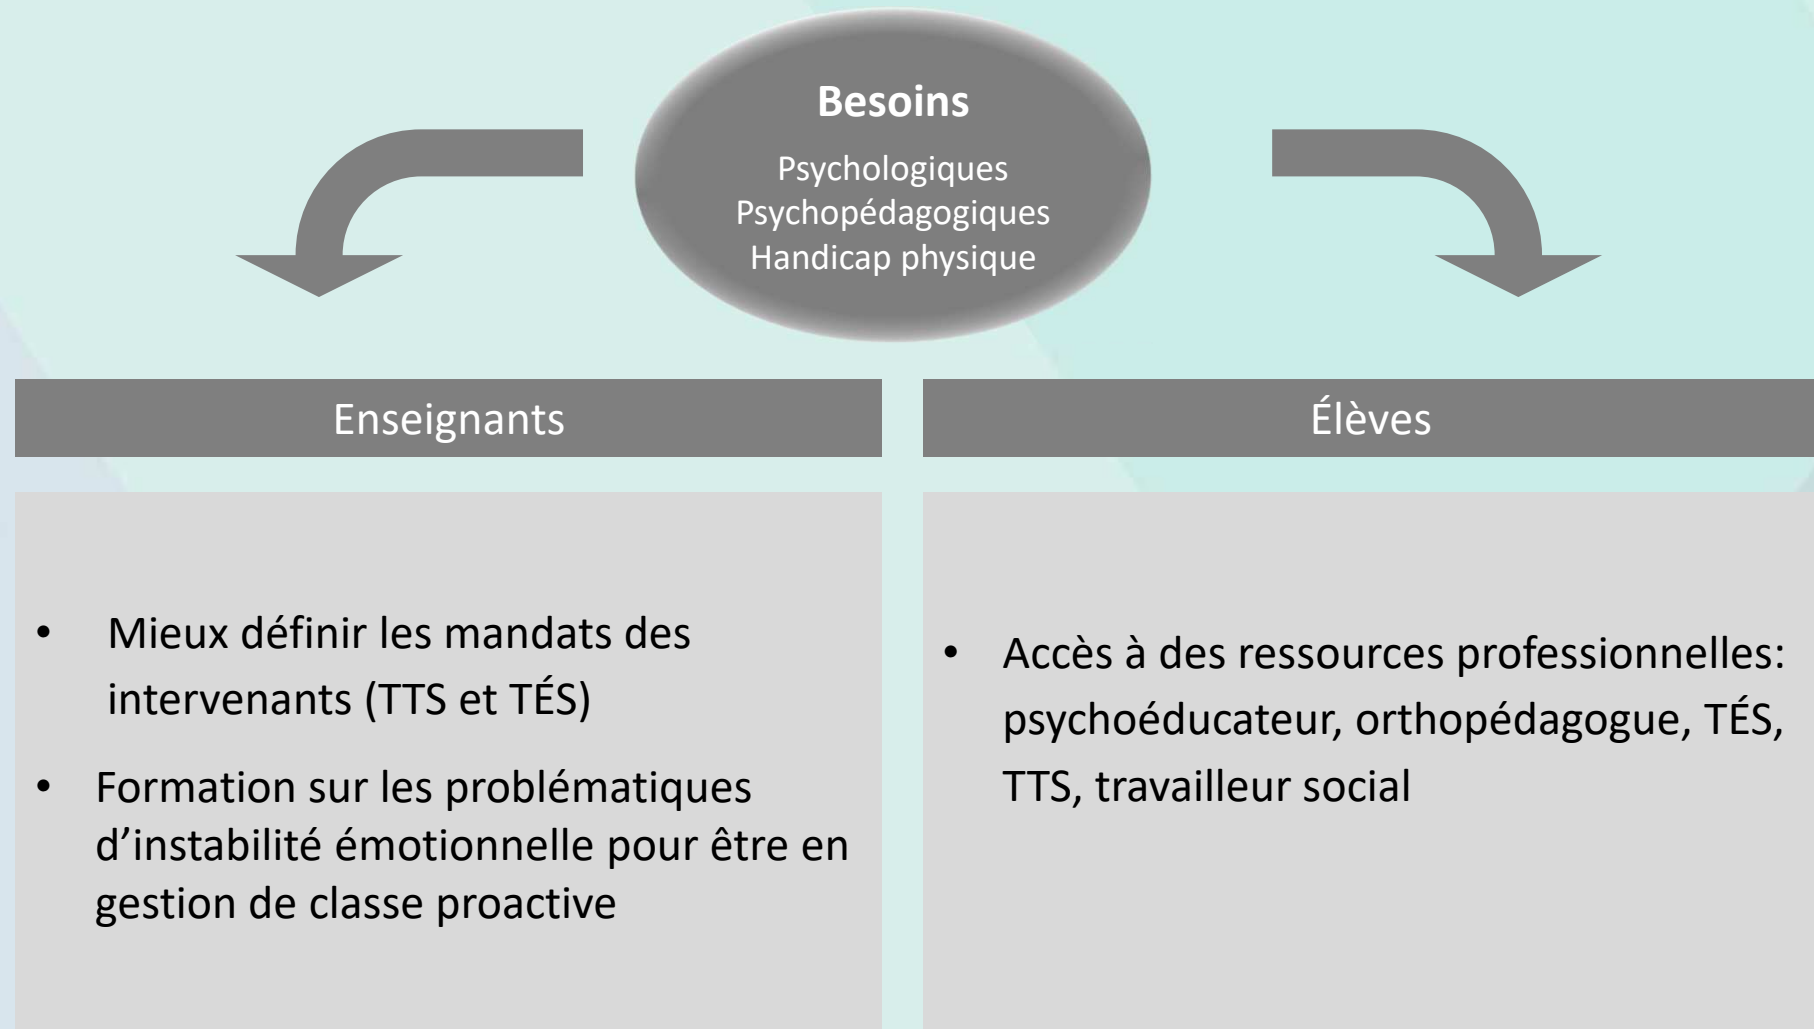 Besoins
Psychologiques
Psychopédagogiques
Handicap physique
Enseignants
• Mieux définir les mandats des
intervenants (TTS et TÉS)
• Formation sur les problématiques
d’instabilité émotionnelle pour être en
gestion de classe proactive
Élèves
• Accès à des ressources professionnelles:
psychoéducateur, orthopédagogue, TÉS,
TTS, travailleur social